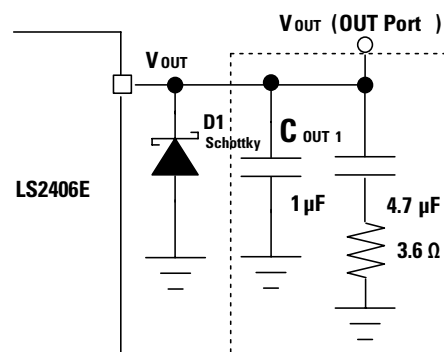 VOUT (OUT Port )
VOUT
D1
Schottky
COUT 1
LS2406E
1 µF
4.7 µF
3.6 Ω